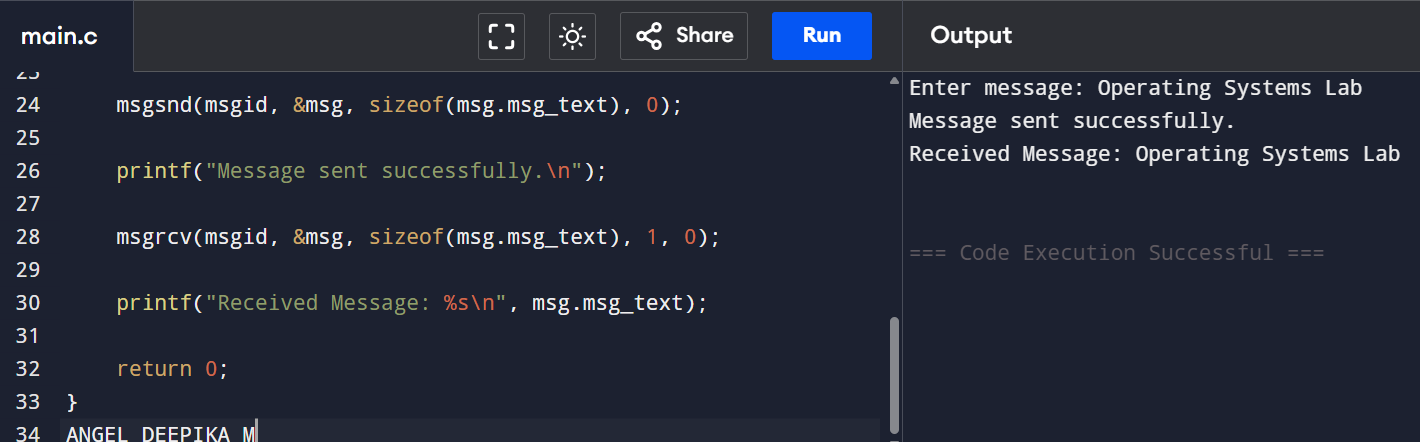 main.c
Share
Run
Output
24 msgsnd(msgid, &msg, sizeof(msg.msg_text), 0);
25
26 printf("Message sent successfully.\n");
27
28 msgrcv(msgid, &msg, sizeof(msg.msg_text), 1, 0);
29
30 printf("Received Message: %s\n", msg.msg_text);
31
32 return 0;
33 }
34 ANGEL DEEPIKA M
Enter message: Operating Systems Lab
Message sent successfully.
Received Message: Operating Systems Lab
=== Code Execution Successful ===